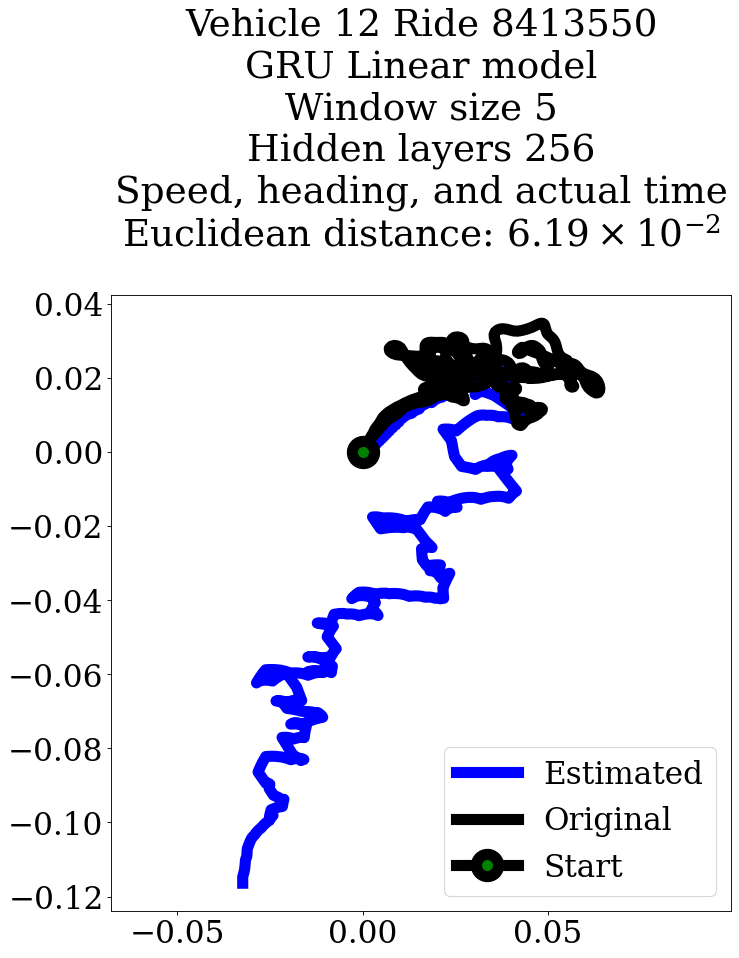 Vehicle 12 Ride 8413550
GRU Linear model
Window size 5
Hidden layers 256
Speed, heading, and actual time
Euclidean distance: 6.19 × 10⁻²
0.04
0.02
0.00
−0.02
−0.04
−0.06
−0.08
−0.10
−0.12
Estimated
Original
Start
−0.05 0.00 0.05